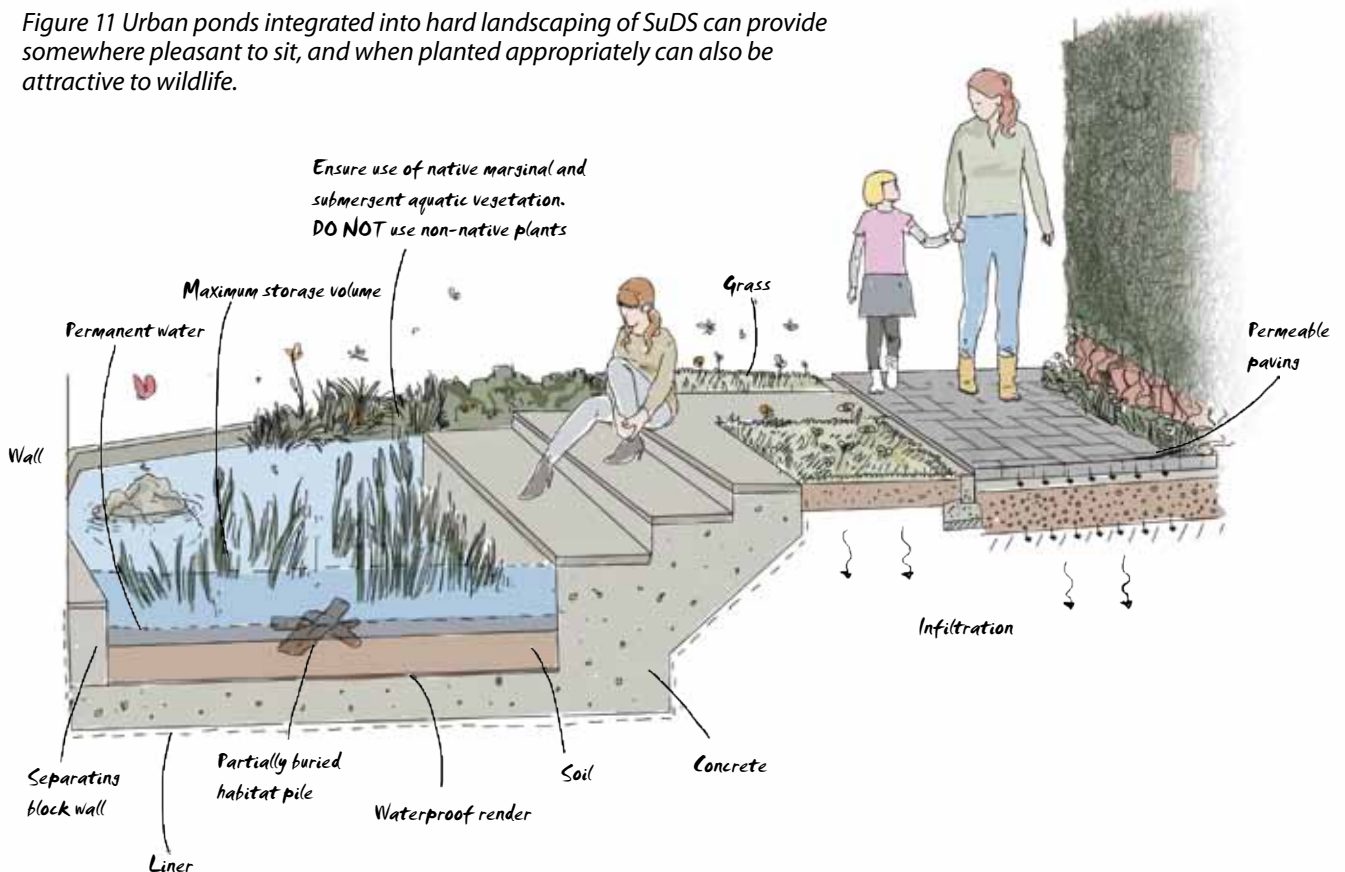 Figure 11 Urban ponds integrated into hard landscaping of SuDS can provide
somewhere pleasant to sit, and when planted appropriately can also be
attractive to wildlife.
Ensure use of native marginal and
submergent aquatic vegetation.
DO NOT use non-native plants
Maximum storage volume
Grass
Permanent water
Permeable
paving
Wall
Infiltration
Separating
block wall
Partially buried
habitat pile
Soil
Concrete
Waterproof render
Liner